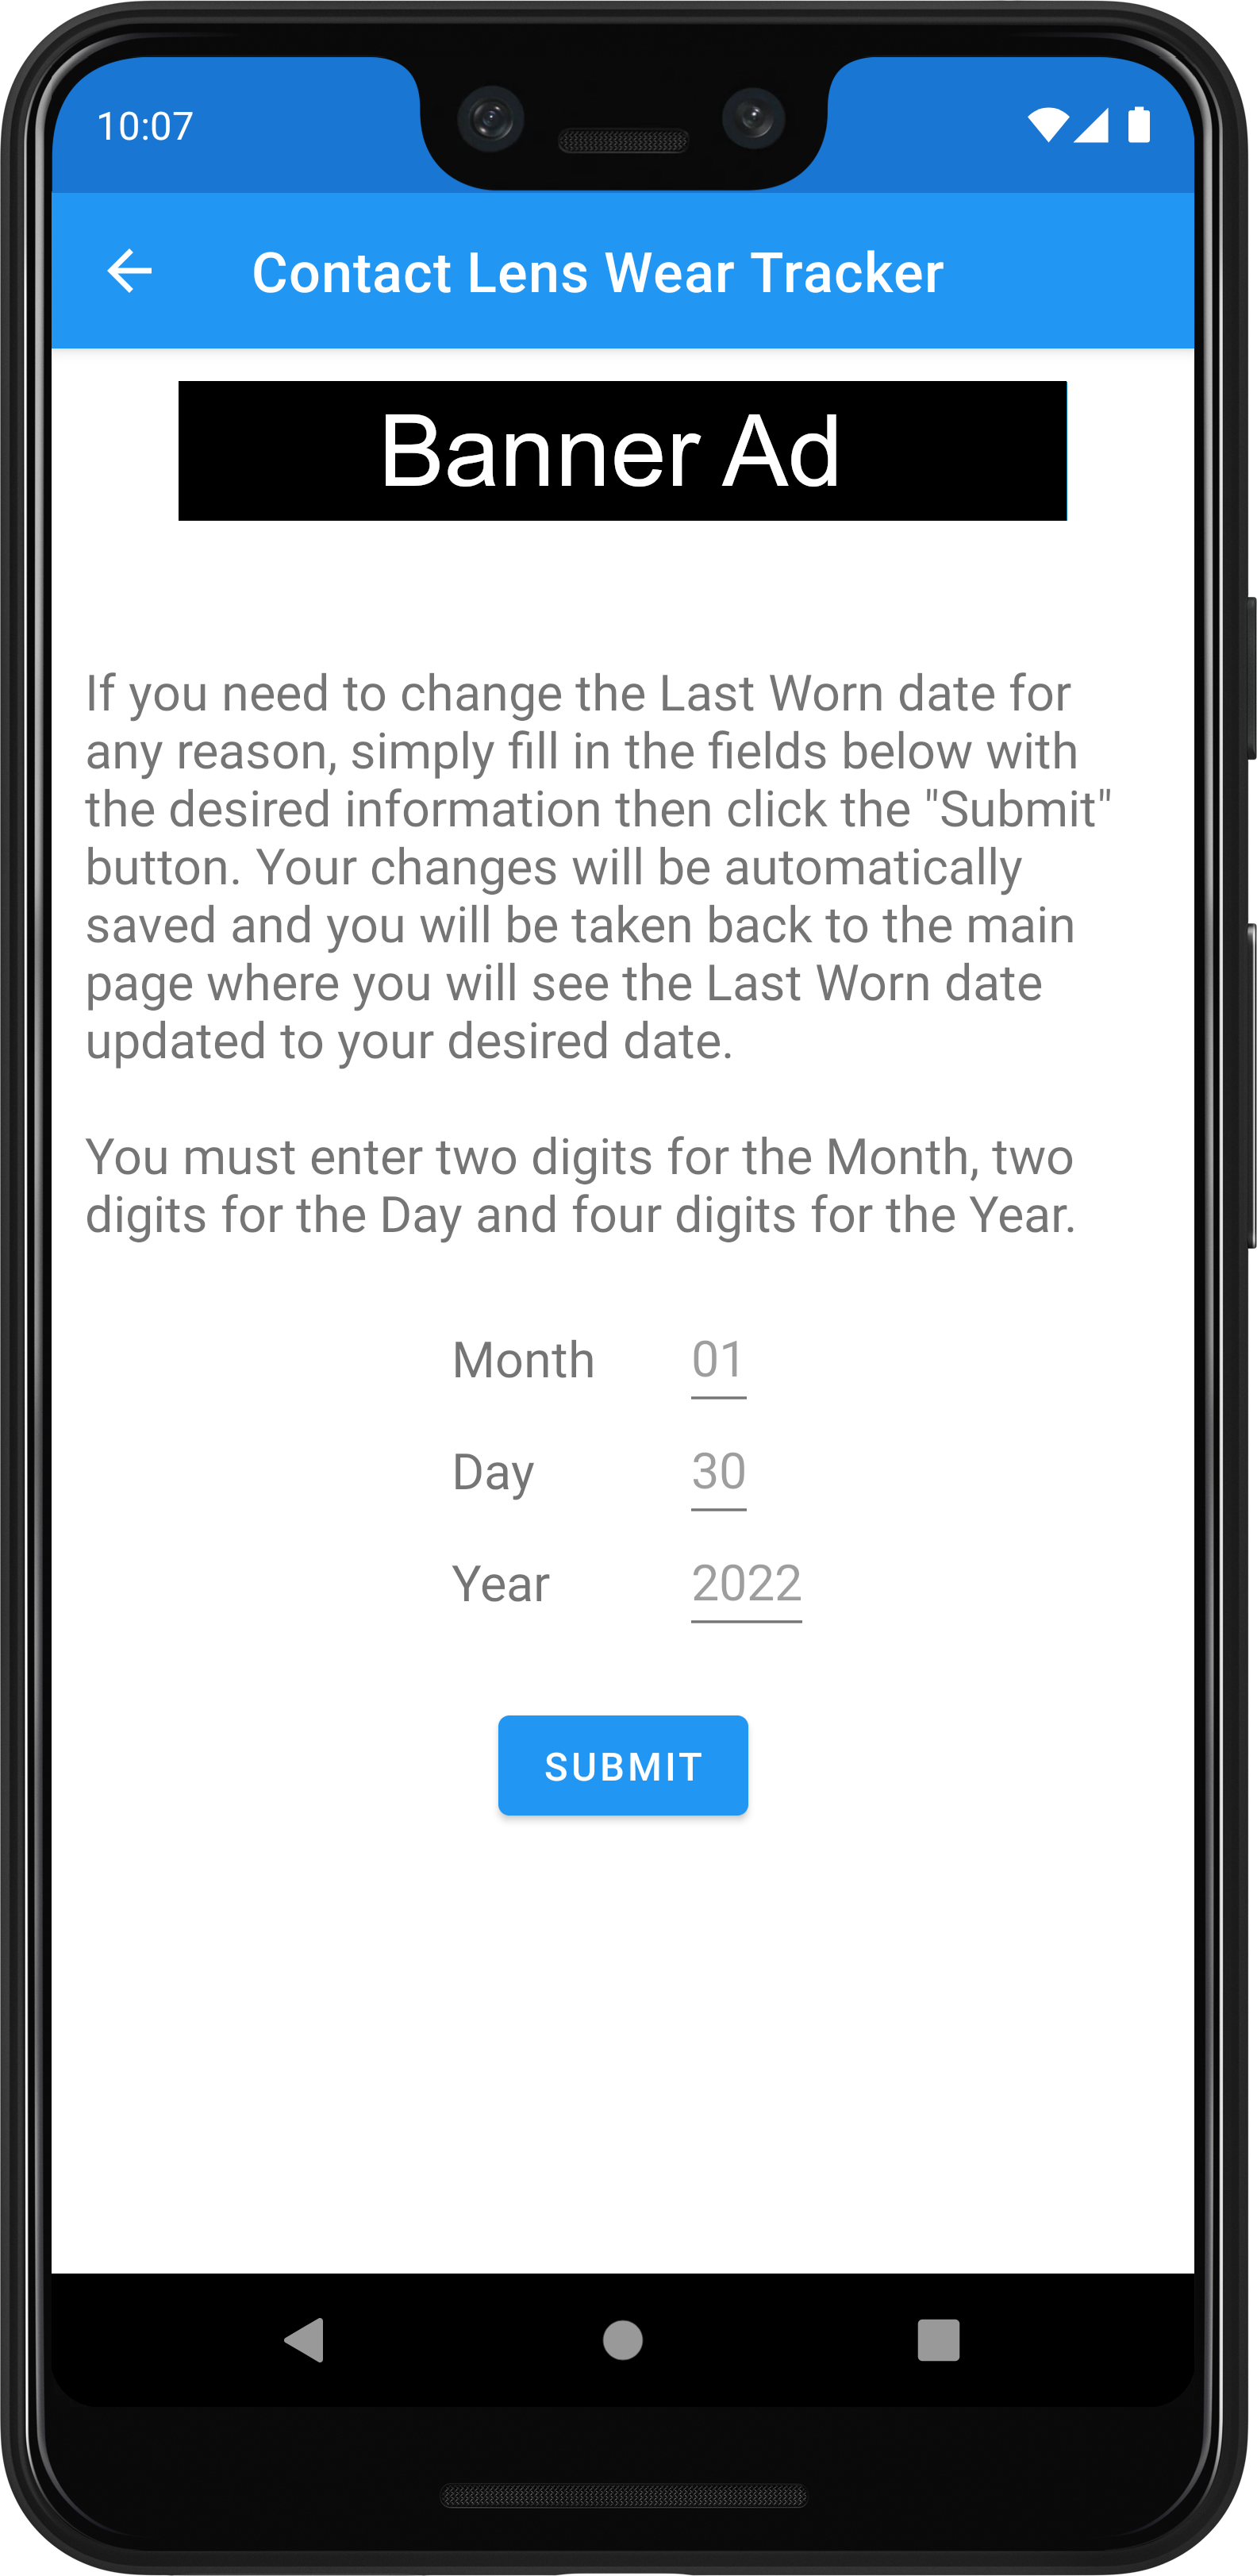 10:07
Contact Lens Wear Tracker
Banner Ad
If you need to change the Last Worn date for
any reason, simply fill in the fields below with
the desired information then click the "Submit"
button. Your changes will be automatically
saved and you will be taken back to the main
page where you will see the Last Worn date
updated to your desired date.
You must enter two digits for the Month, two
digits for the Day and four digits for the Year.
Month 01
Day 30
Year 2022
SUBMIT